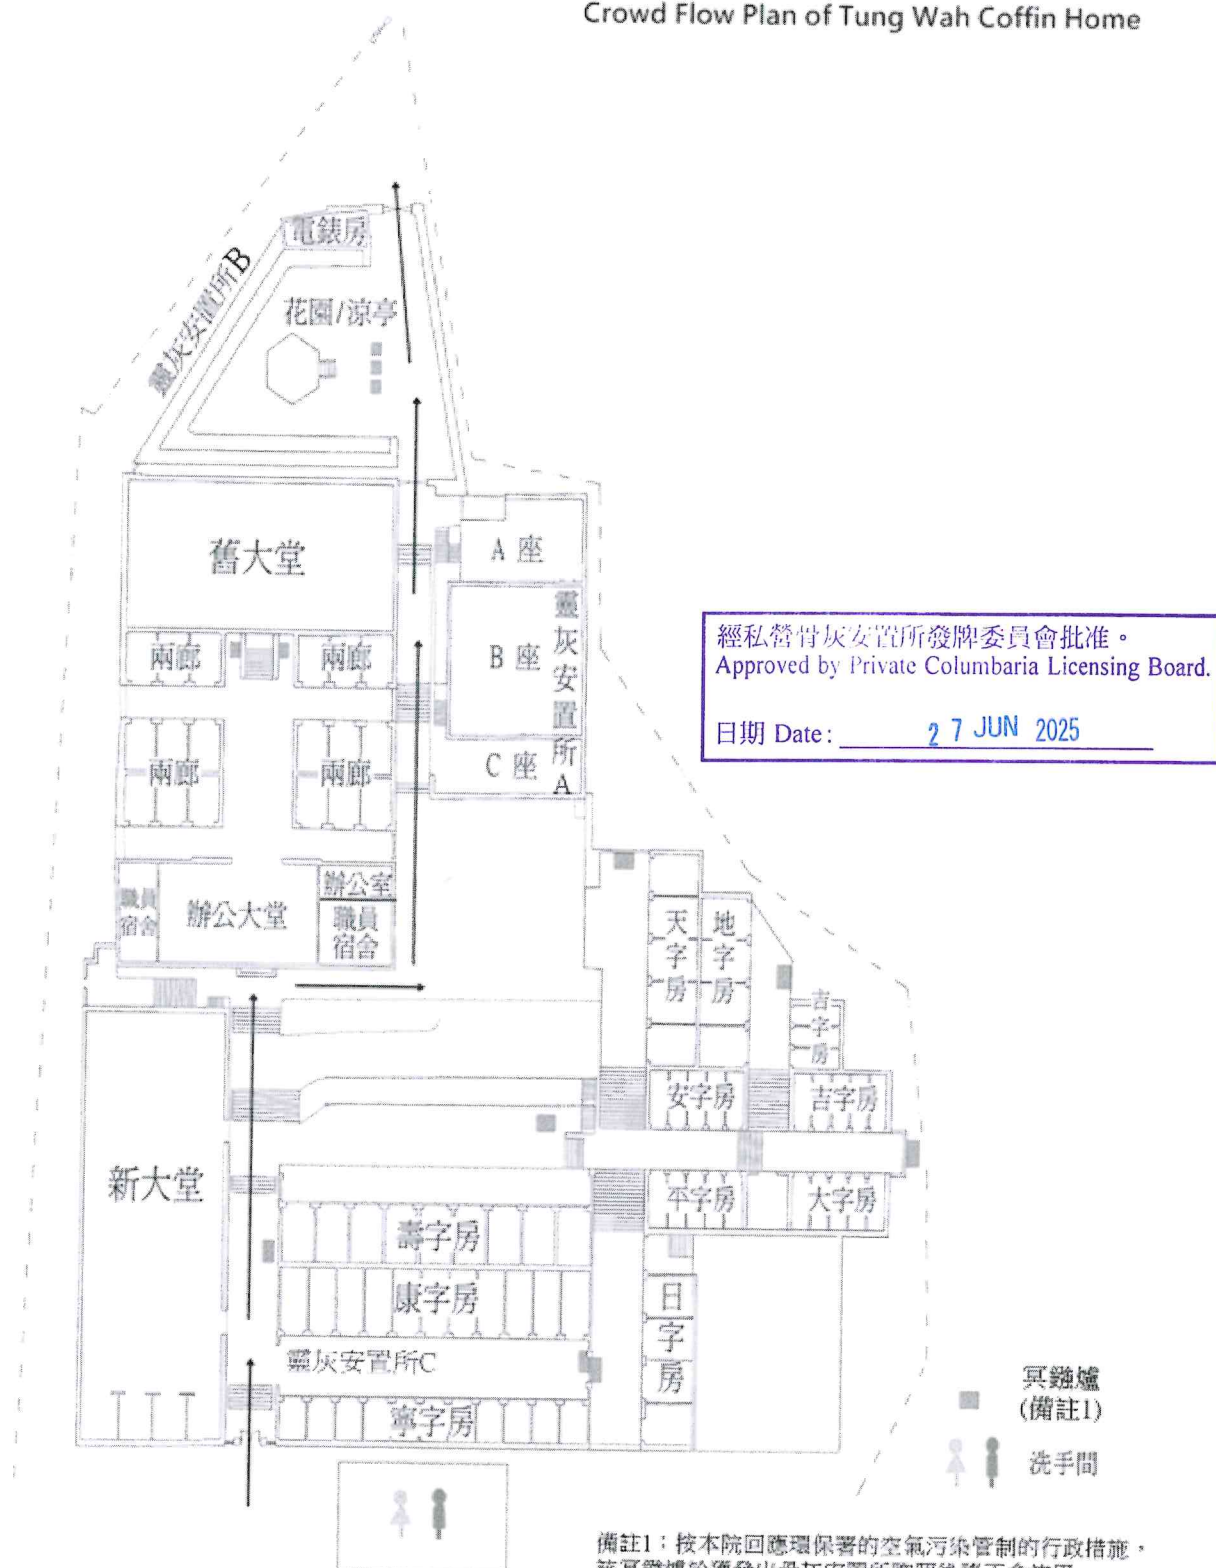 Crowd Flow Plan of Tung Wah Coffin Home
電錶房
靈灰安置所B
花園/涼亭
舊大堂
A 座
B 座
C 座
靈灰安置所A
兩廊
兩廊
兩廊
兩廊
經私營骨灰安置所發牌委員會批准。
Approved by Private Columbaria Licensing Board.
日期 Date: 27 JUN 2025
職員
宿舍
辦公大堂
辦公室
職員
宿舍
天字房
地字房
吉字房
安字房
吉字房
新大堂
平字房
大字房
壽字房
康字房
日字房
靈灰安置所C
寧字房
冥鏹爐
(備註1)
洗手間
備註1：按本院回應環保署的空氣污染管制的行政措施，